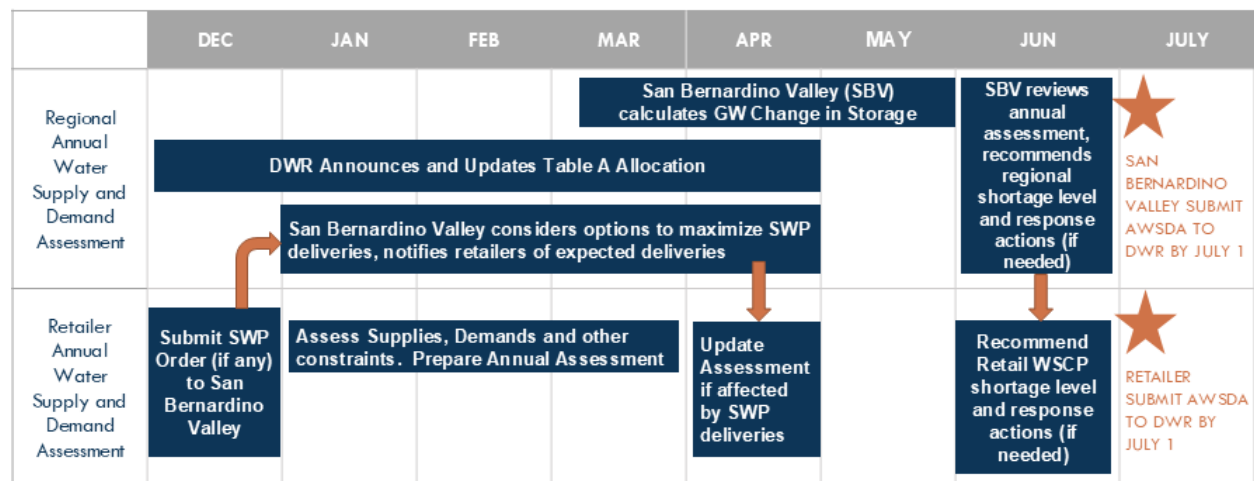 DEC JAN FEB MAR APR MAY JUN JULY
Regional
Annual
Water
Supply and
Demand
Assessment
San Bernardino Valley (SBV)
calculates GW Change in Storage
DWR Announces and Updates Table A Allocation
San Bernardino Valley considers options to maximize SWP
deliveries, notifies retailers of expected deliveries
SBV reviews
annual
assessment,
recommends
regional
shortage level
and response
actions (if
needed)
SAN
BERNARDINO
VALLEY SUBMIT
AWSDA TO
DWR BY JULY 1
Retailer
Annual
Water
Supply and
Demand
Assessment
Submit SWP
Order (if any)
to San
Bernardino
Valley
Assess Supplies, Demands and other
constraints. Prepare Annual Assessment
Update
Assessment
if affected
by SWP
deliveries
Recommend
Retail WSCP
shortage level
and response
actions (if
needed)
RETAILER
SUBMIT AWSDA
TO DWR BY
JULY 1